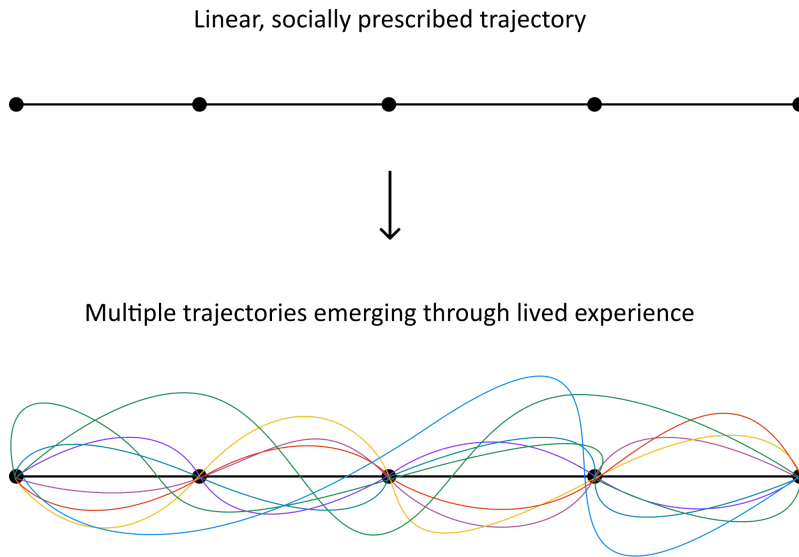 Linear, socially prescribed trajectory
Multiple trajectories emerging through lived experience